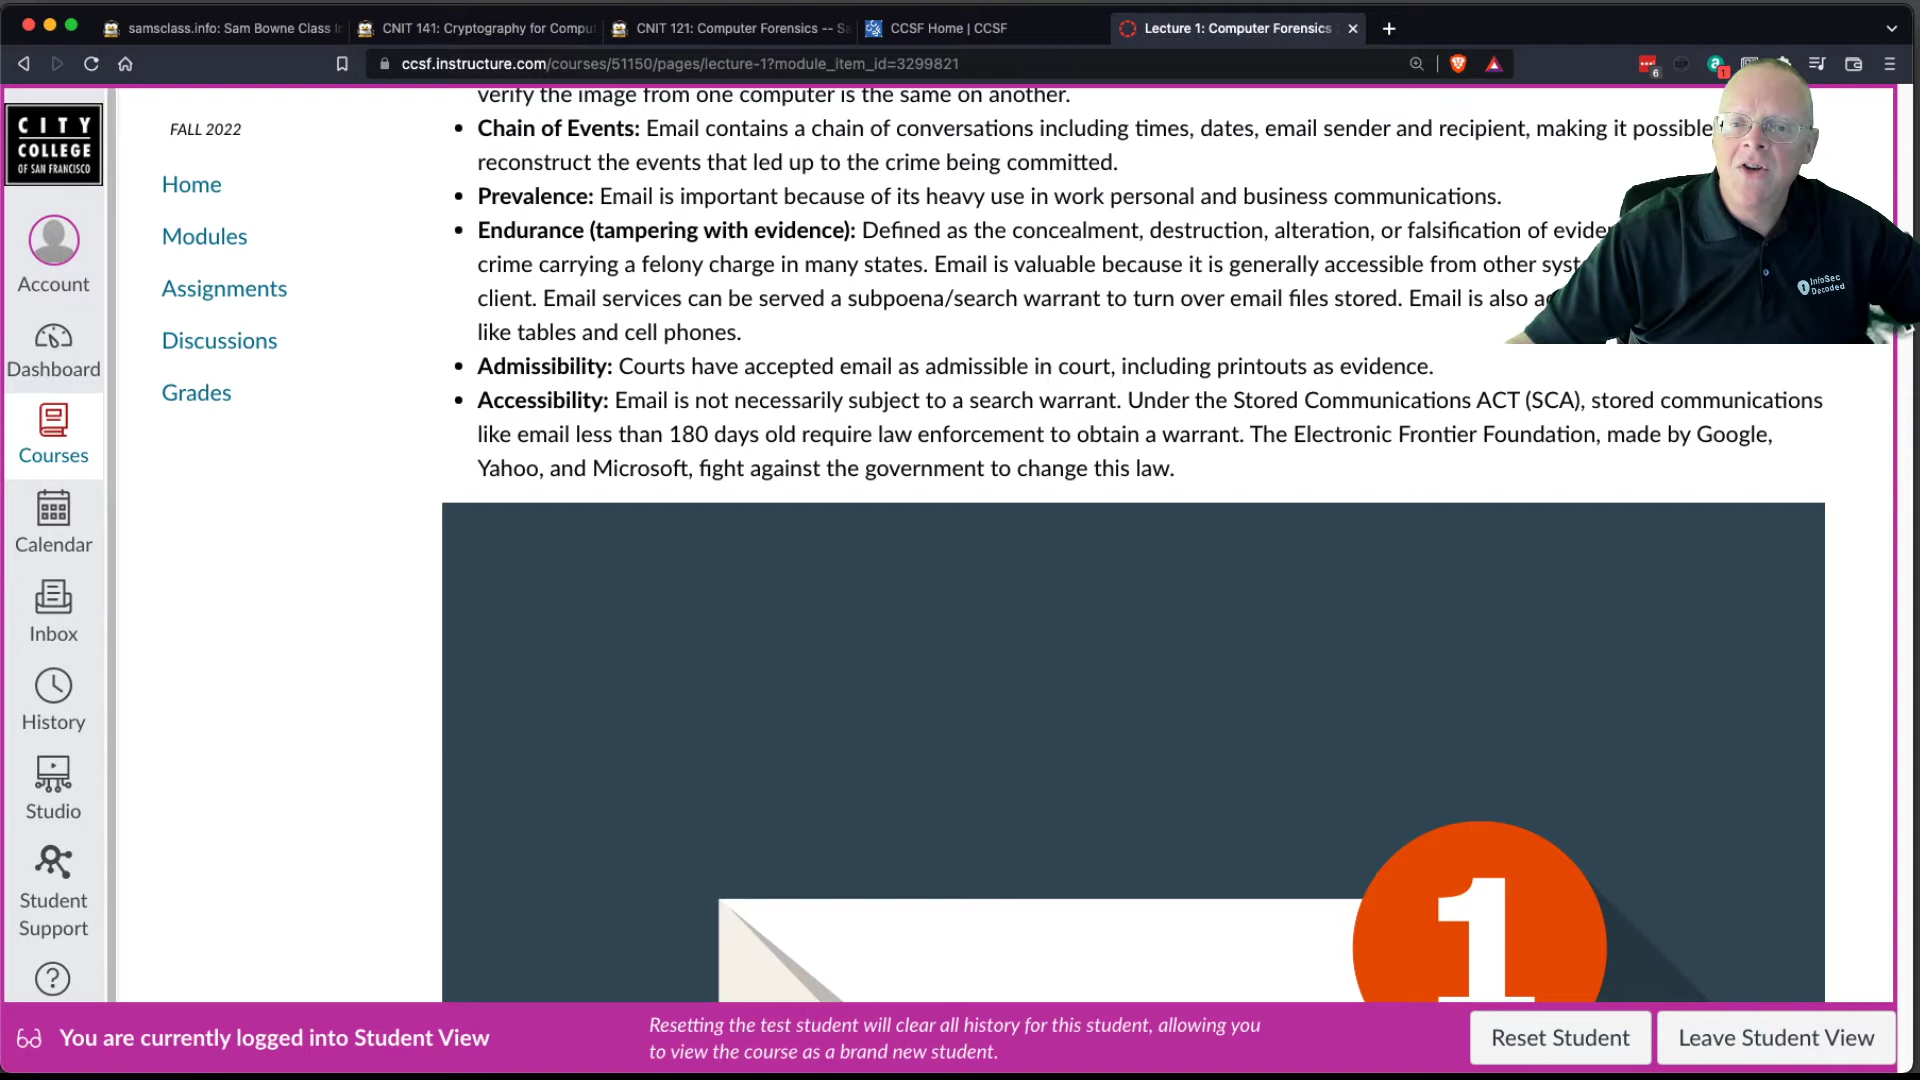 samsclass.info: Sam Bowne Class In
CNIT 141: Cryptography for Comput
CNIT 121: Computer Forensics -- Sa
CCSF Home | CCSF
Lecture 1: Computer Forensics
ccsf.instructure.com/courses/51150/pages/lecture-1?module_item_id=3299821
6
1
CITY
COLLEGE
OF SAN FRANCISCO
Account
Dashboard
Courses
Calendar
Inbox
History
Studio
Student
Support
FALL 2022
Home
Modules
Assignments
Discussions
Grades
verify the image from one computer is the same on another.
• Chain of Events: Email contains a chain of conversations including times, dates, email sender and recipient, making it possible
reconstruct the events that led up to the crime being committed.
• Prevalence: Email is important because of its heavy use in work personal and business communications.
• Endurance (tampering with evidence): Defined as the concealment, destruction, alteration, or falsification of
crime carrying a felony charge in many states. Email is valuable because it is generally accessible from other
client. Email services can be served a subpoena/search warrant to turn over email files stored. Email is also
like tables and cell phones.
• Admissibility: Courts have accepted email as admissible in court, including printouts as evidence.
• Accessibility: Email is not necessarily subject to a search warrant. Under the Stored Communications ACT (SCA), stored communications
like email less than 180 days old require law enforcement to obtain a warrant. The Electronic Frontier Foundation, made by Google,
Yahoo, and Microsoft, fight against the government to change this law.
InfoSec
Decoded
1
You are currently logged into Student View
Resetting the test student will clear all history for this student, allowing you
to view the course as a brand new student.
Reset Student
Leave Student View